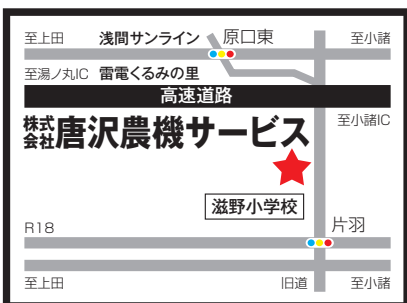 至上田 浅間サンライン 原口東 至小諸
至湯ノ丸IC 雷電くるみの里
高速道路
至小諸IC
株式会社唐沢農機サービス
滋野小学校
R18 片羽
至上田 旧道 至小諸